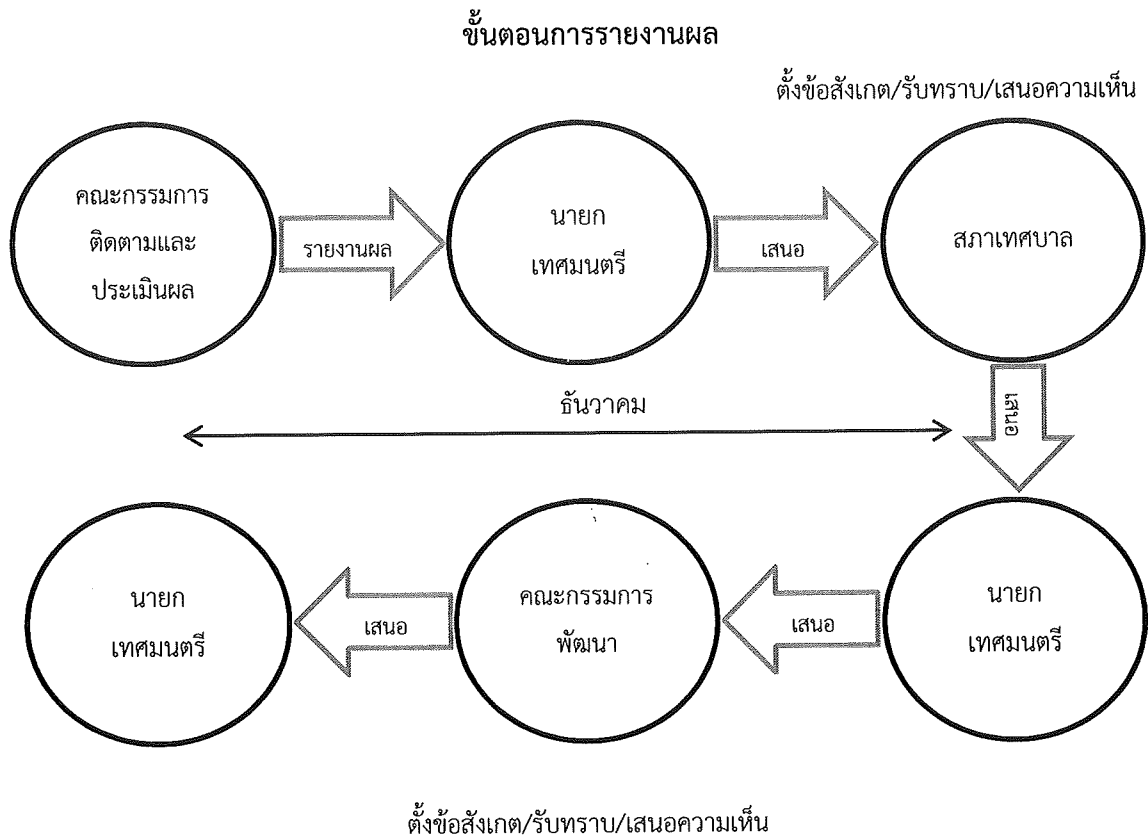 ขั้นตอนการรายงานผล
ตั้งข้อสังเกต/รับทราบ/เสนอความเห็น
คณะกรรมการ
ติดตามและ
ประเมินผล
รายงานผล
นายก
เทศมนตรี
เสนอ
สภาเทศบาล
เสนอ
ธันวาคม
นายก
เทศมนตรี
เสนอ
คณะกรรมการ
พัฒนา
เสนอ
นายก
เทศมนตรี
ตั้งข้อสังเกต/รับทราบ/เสนอความเห็น